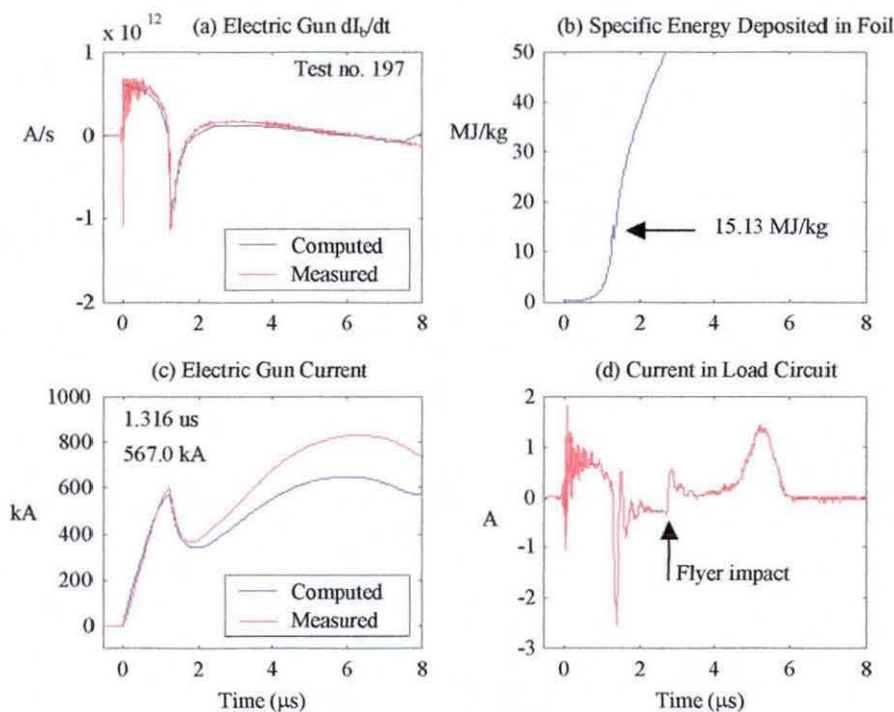 (a) Electric Gun dIb/dt
x 10^12
Test no. 197
1
0
-1
-2
A/s
Computed
Measured
0 2 4 6 8
(b) Specific Energy Deposited in Foil
50
40
30
20
10
0
MJ/kg
15.13 MJ/kg
0 2 4 6 8
(c) Electric Gun Current
1000
800
600
400
200
0
kA
1.316 us
567.0 kA
Computed
Measured
0 2 4 6 8
Time (μs)
(d) Current in Load Circuit
2
1
0
-1
-2
-3
A
Flyer impact
0 2 4 6 8
Time (μs)